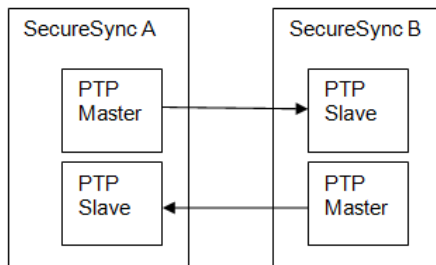 SecureSync A
PTP
Master
PTP
Slave
SecureSync B
PTP
Slave
PTP
Master